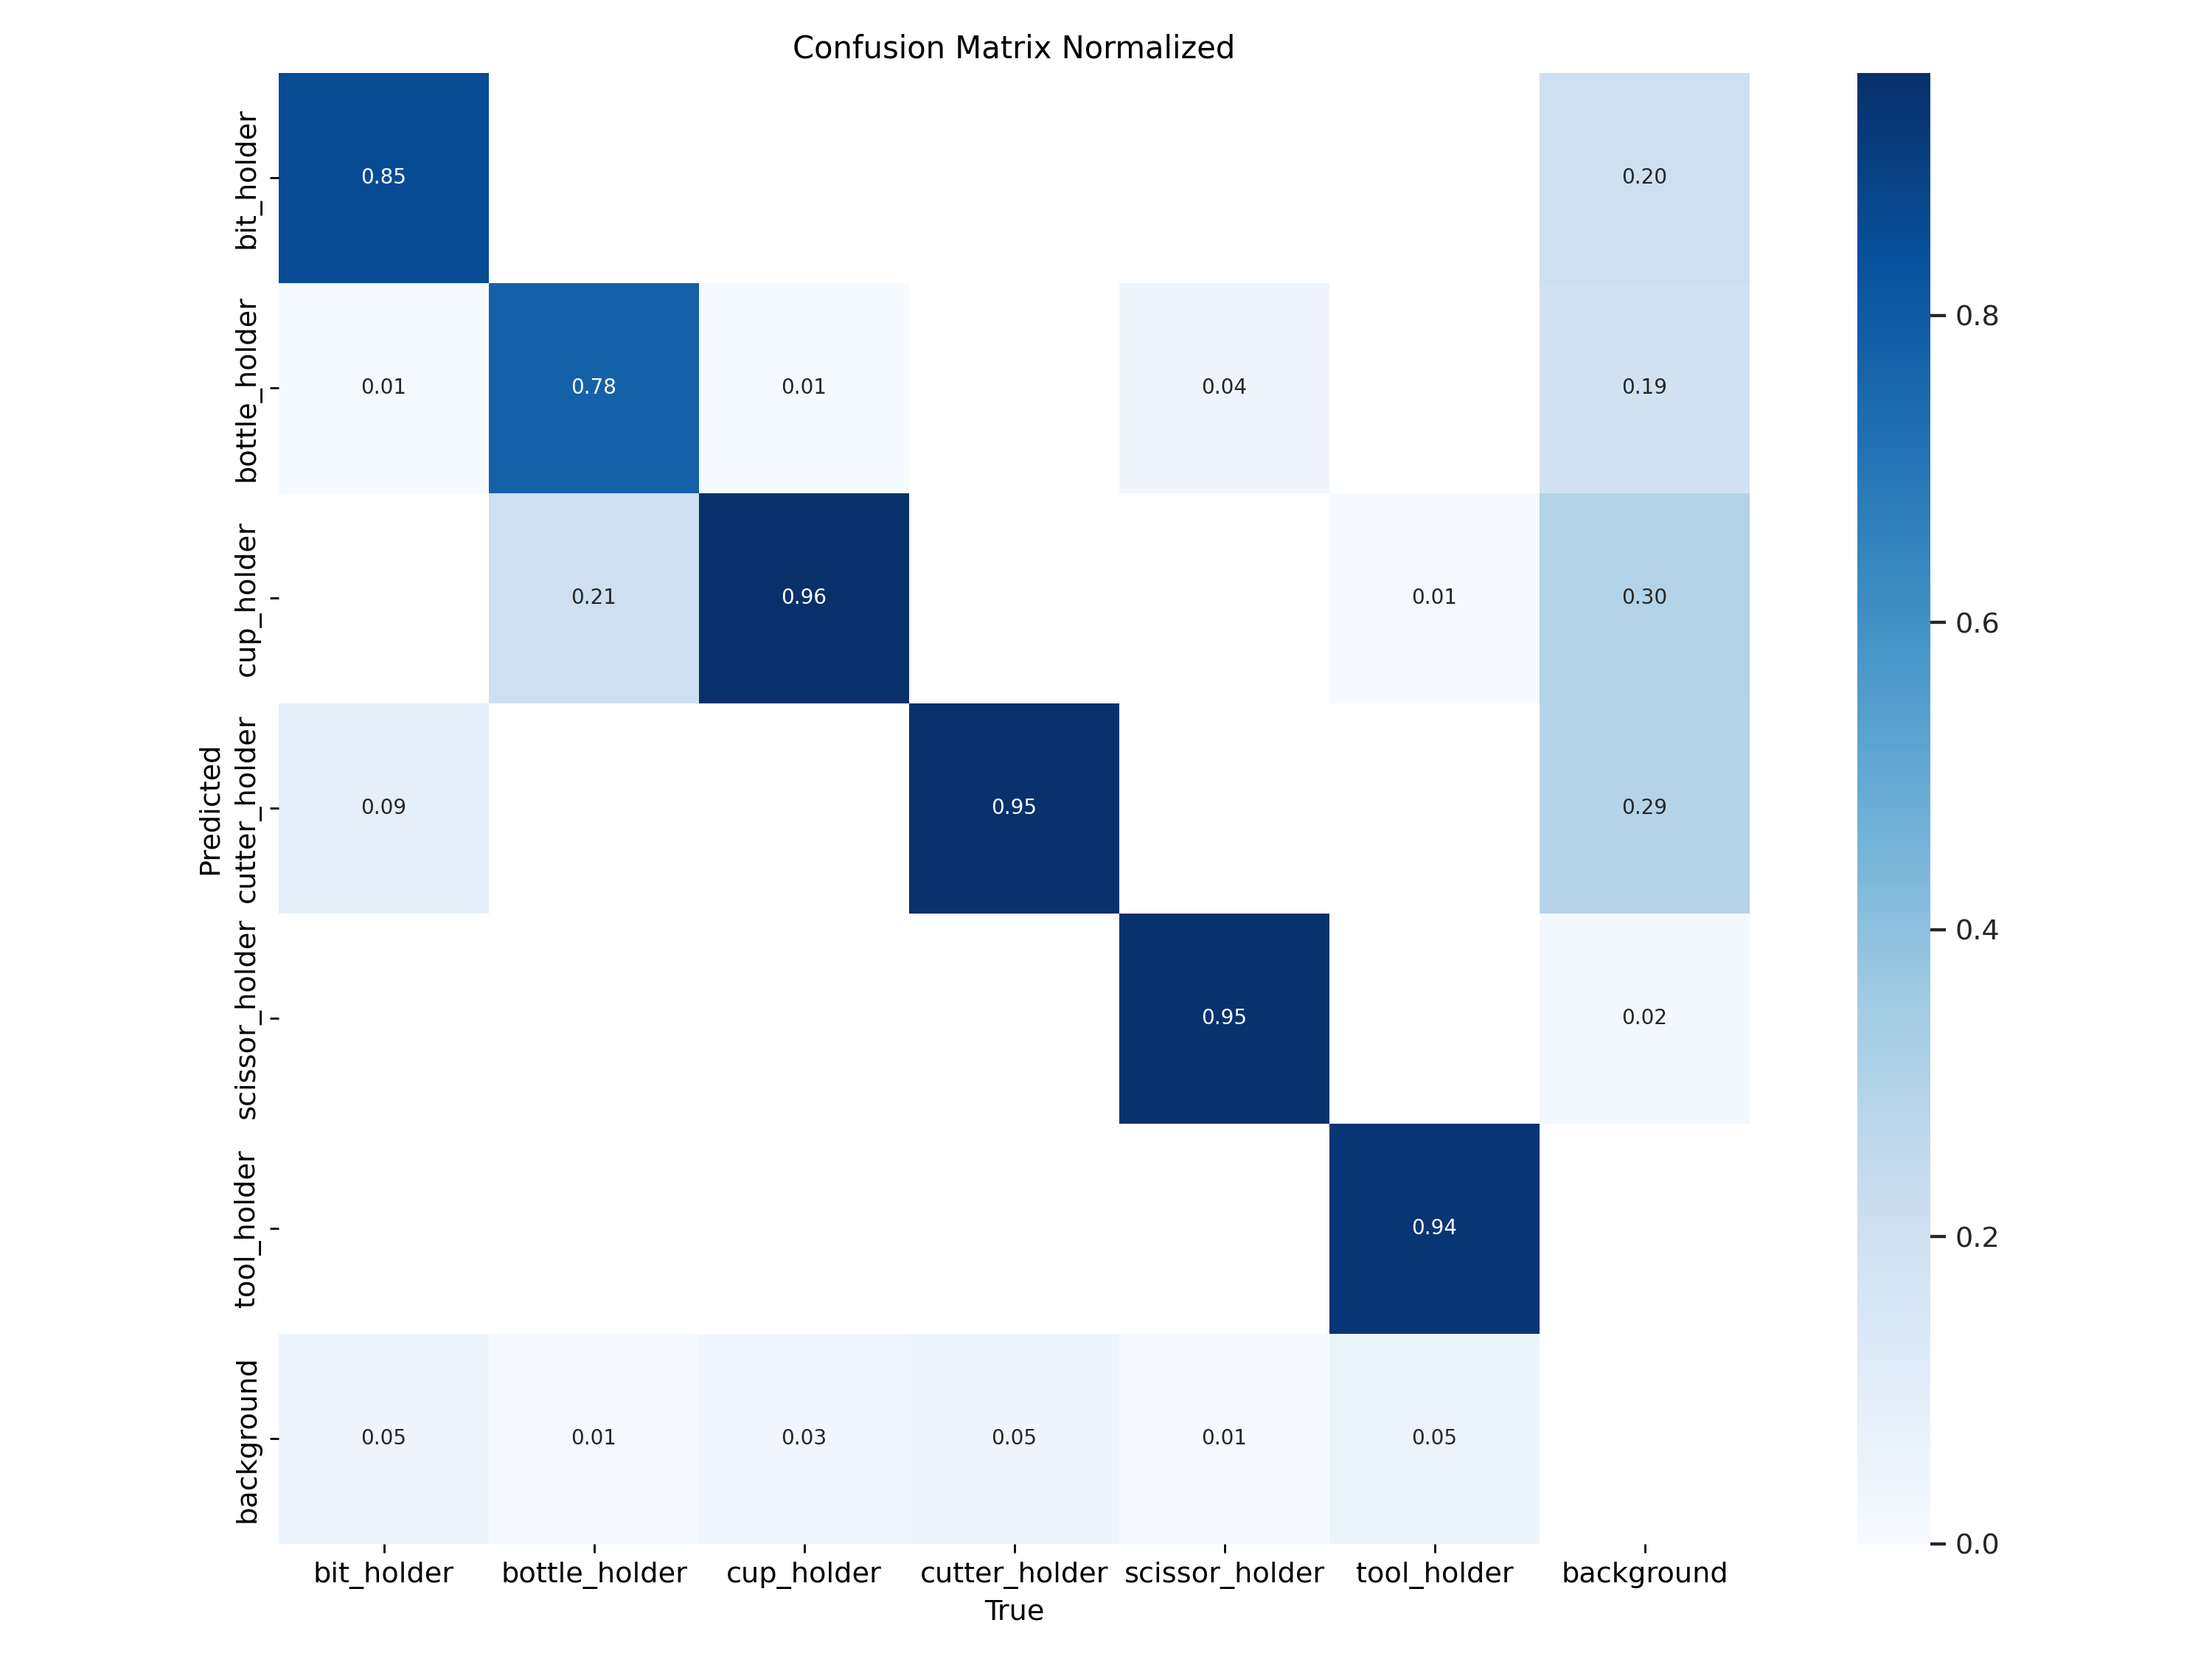 Confusion Matrix Normalized
bit_holder
0.85
0.20
bottle_holder
0.01
0.78
0.01
0.04
0.19
cup_holder
0.21
0.96
0.01
0.30
cutter_holder
0.09
0.95
0.29
scissor_holder
0.95
0.02
tool_holder
0.94
background
0.05
0.01
0.03
0.05
0.01
0.05
Predicted
bit_holder
bottle_holder
cup_holder
cutter_holder
scissor_holder
tool_holder
background
True
0.8
0.6
0.4
0.2
0.0